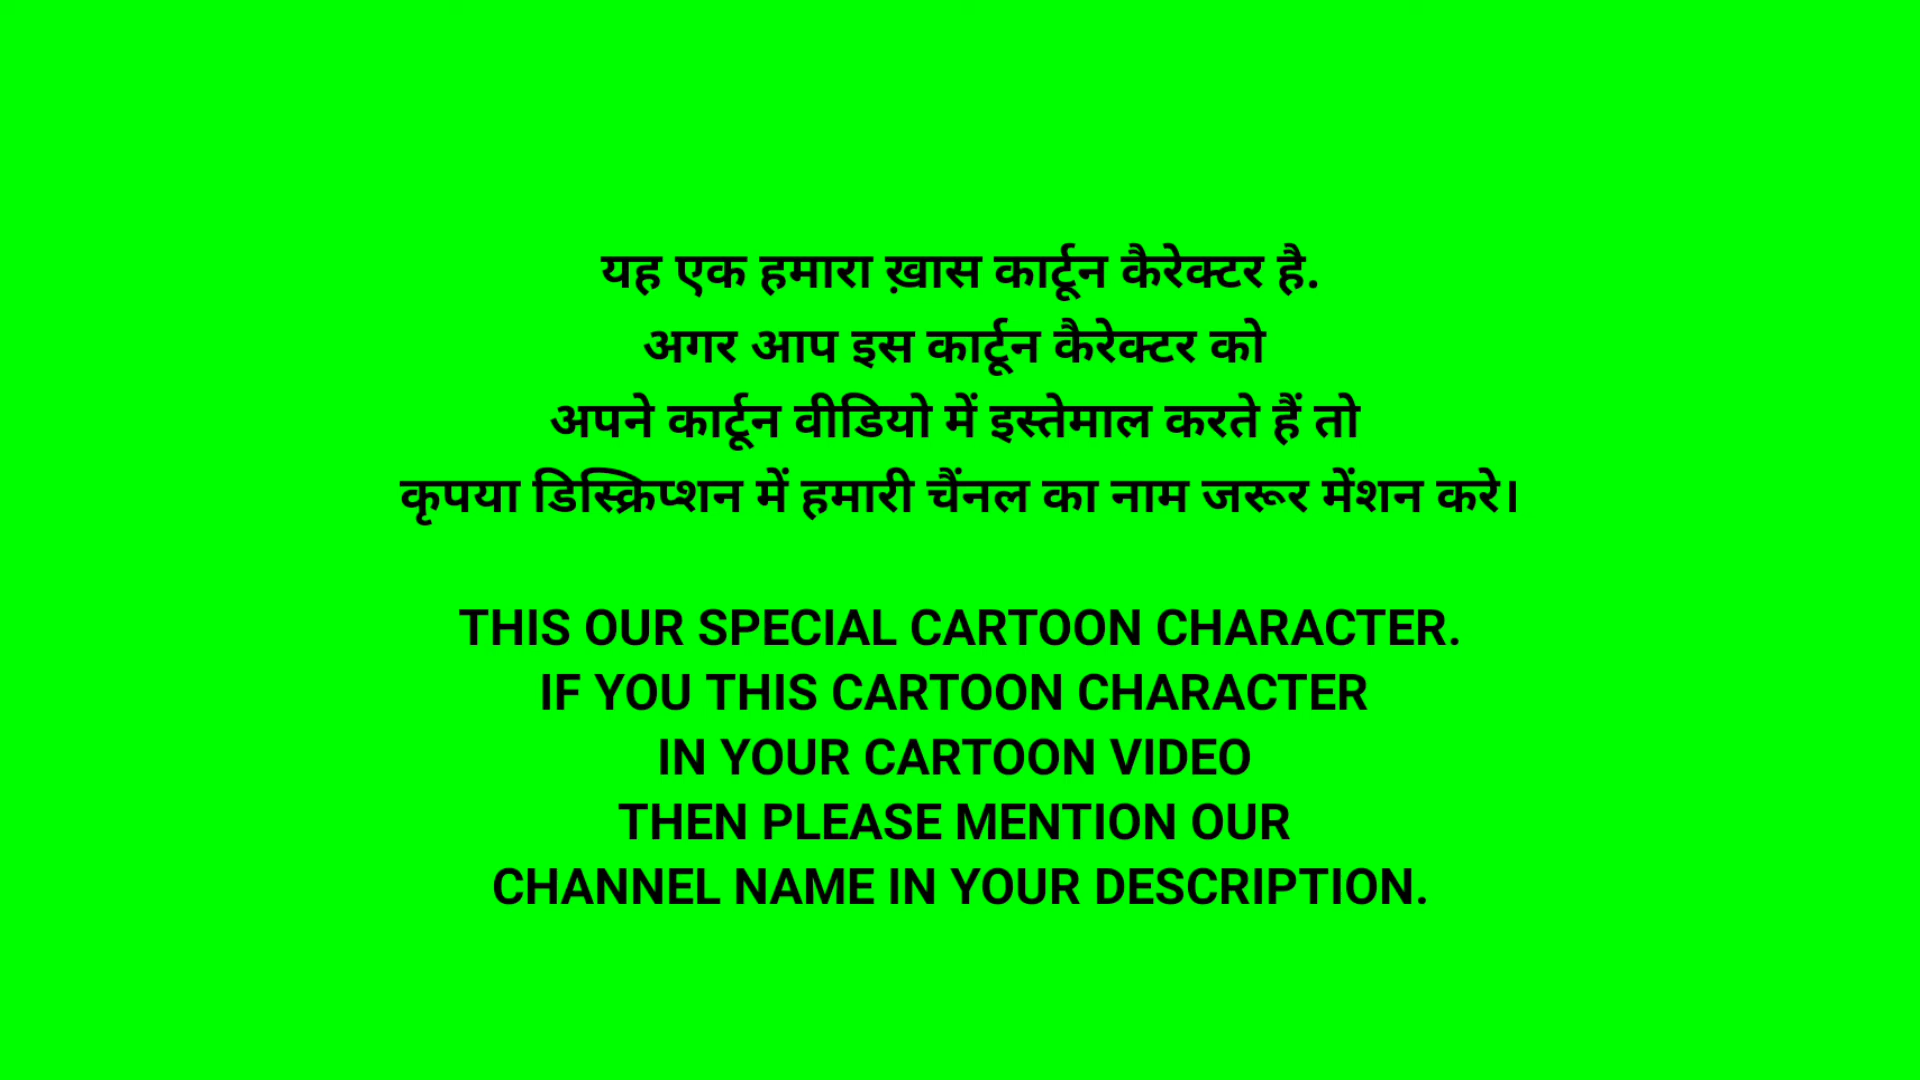 यह एक हमारा ख़ास कार्टून कैरेक्टर है.
अगर आप इस कार्टून कैरेक्टर को
अपने कार्टून वीडियो में इस्तेमाल करते हैं तो
कृपया डिस्क्रिप्शन में हमारी चैंनल का नाम जरूर मेंशन करे।
THIS OUR SPECIAL CARTOON CHARACTER.
IF YOU THIS CARTOON CHARACTER
IN YOUR CARTOON VIDEO
THEN PLEASE MENTION OUR
CHANNEL NAME IN YOUR DESCRIPTION.